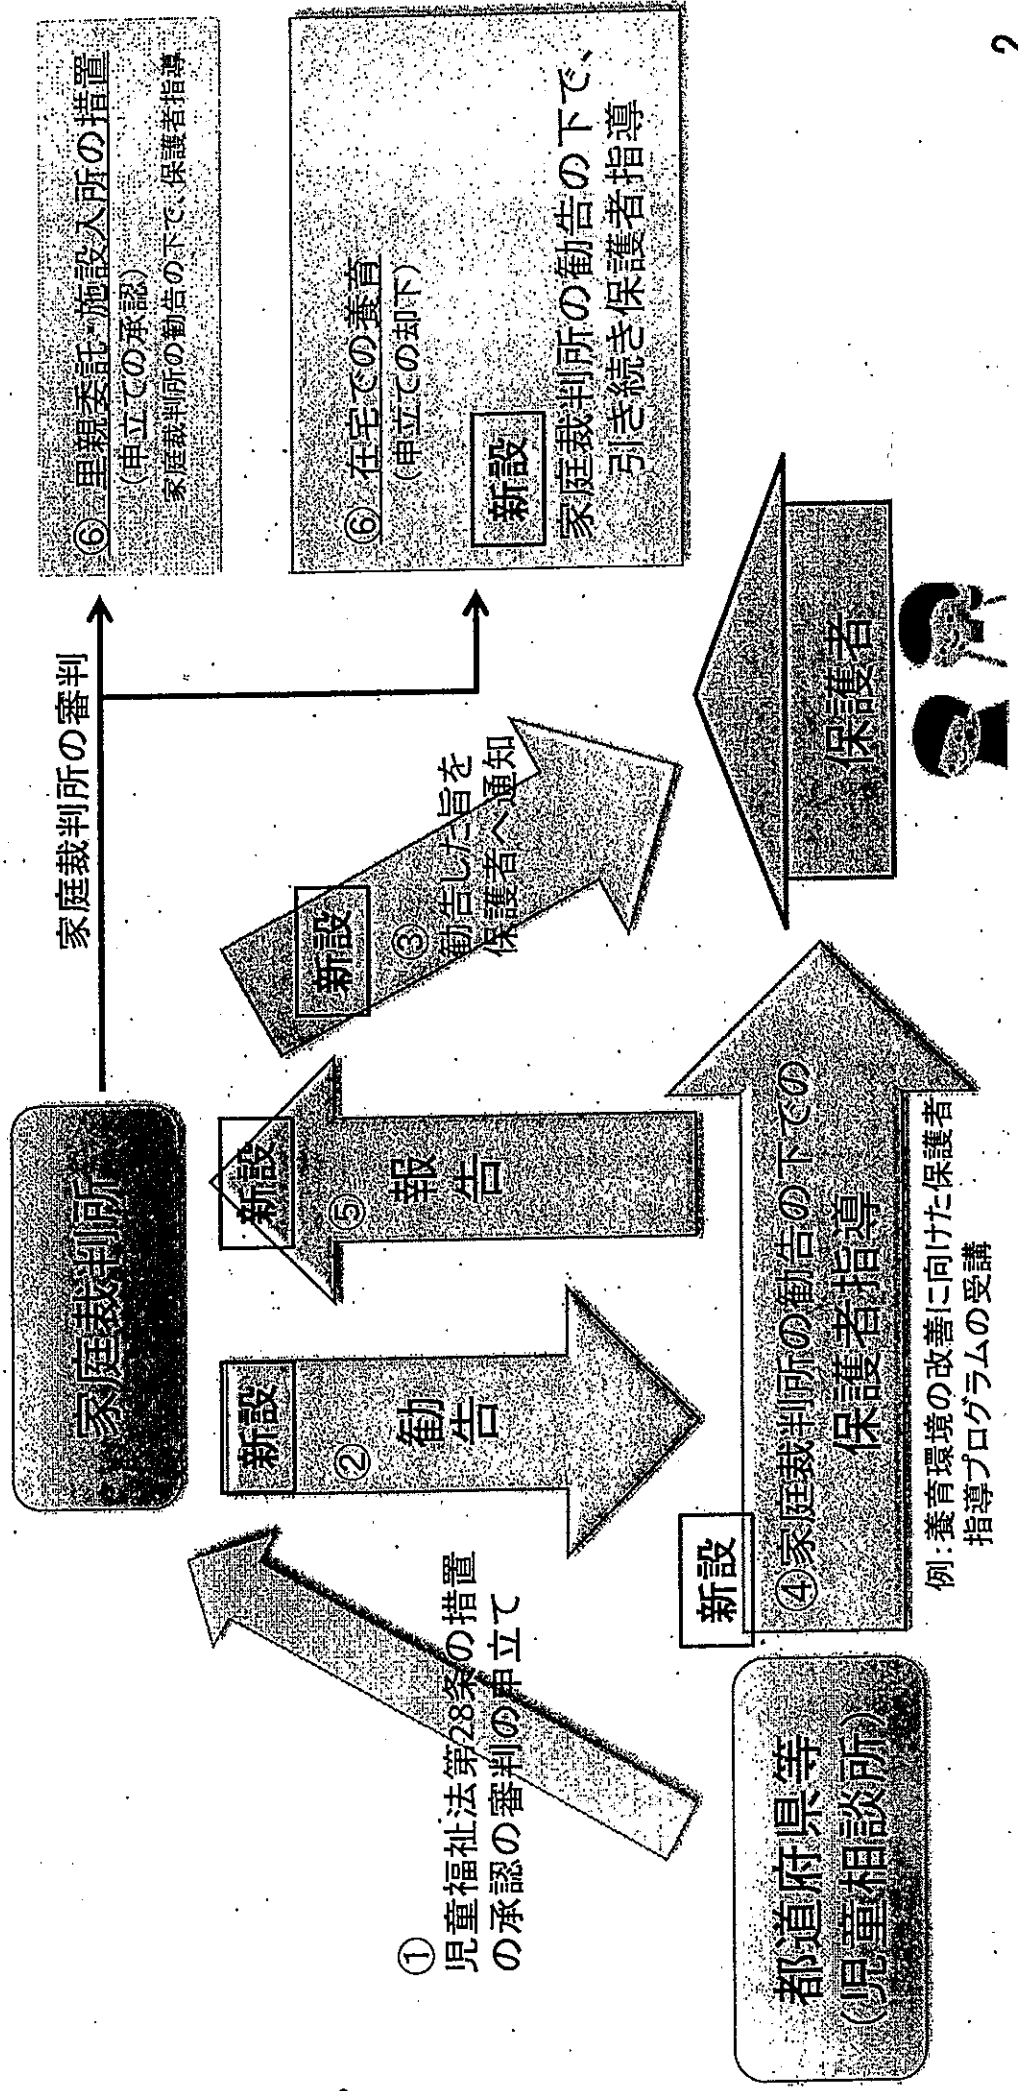 家庭裁判所
家庭裁判所の審判
⑥ 里親委託・施設入所の措置
(申立ての承認)
家庭裁判所の勧告の下で、保護者指導
⑥ 在宅での養育
(申立ての却下)
新設
家庭裁判所の勧告の下で、
引き続き保護者指導
①
児童福祉法第28条の措置
の承認の審判の申立て
新設
②
勧告
新設
⑤
報告
新設
③
勧告した旨を
保護者へ通知
都道府県等
(児童相談所)
新設
④家庭裁判所の勧告の下での
保護者指導
例:養育環境の改善に向けた保護者
指導プログラムの受講
保護者
2